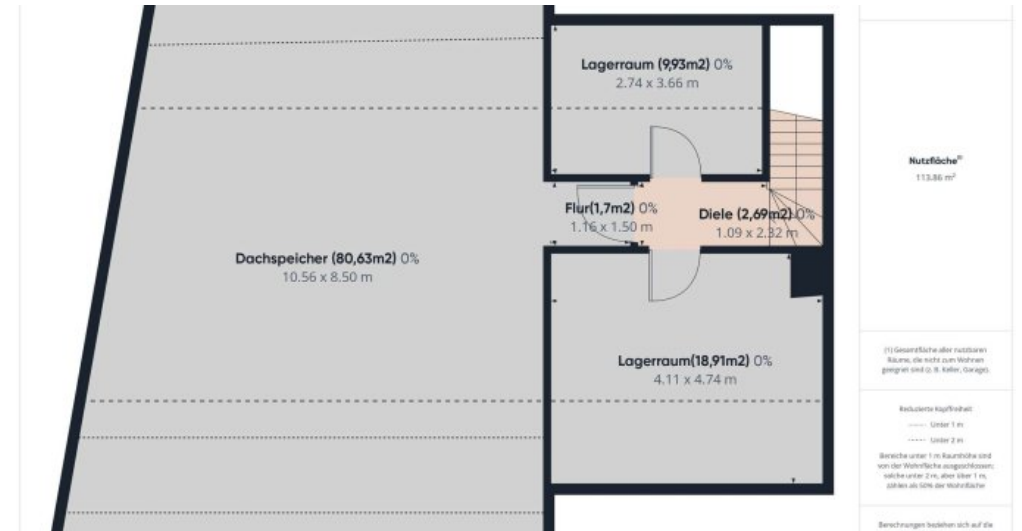 Lagerraum (9,93m2) 0%
2.74 x 3.66 m
Flur(1,7m2) 0%
1.16 x 1.50 m
Diele (2,69m2) 0%
1.09 x 2.32 m
Dachspeicher (80,63m2) 0%
10.56 x 8.50 m
Lagerraum(18,91m2) 0%
4.11 x 4.74 m
Nutzfläche(1)
113.86 m²
(1) Gesamtfläche aller nutzbaren
Räume, die nicht zum Wohnen
geeignet sind (z. B. Keller, Garage).
Reduzierte Kopffreiheit
Unter 1 m
Unter 2 m
Bereiche unter 1 m Raumhöhe sind
von der Wohnfläche ausgeschlossen;
solche unter 2 m, aber über 1 m,
zählen als 50% der Wohnfläche
Berechnungen beziehen sich auf die